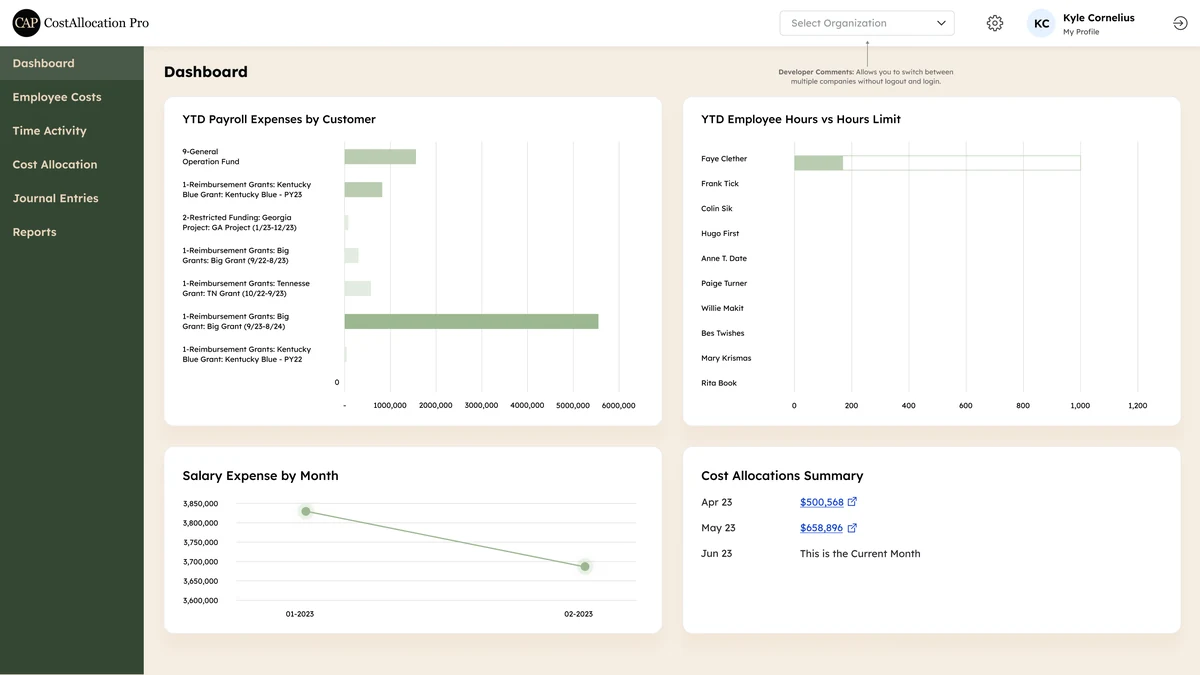 CAP CostAllocation Pro
Select Organization
KC
Kyle Cornelius
My Profile
Dashboard
Employee Costs
Time Activity
Cost Allocation
Journal Entries
Reports
Dashboard
Developer Comments: Allows you to switch between
multiple companies without logout and login.
YTD Payroll Expenses by Customer
9-General
Operation Fund
1-Reimbursement Grants: Kentucky
Blue Grant: Kentucky Blue - PY23
2-Restricted Funding: Georgia
Project: GA Project (1/23-12/23)
1-Reimbursement Grants: Big
Grants: Big Grant (9/22-8/23)
1-Reimbursement Grants: Tennesse
Grant: TN Grant (10/22-9/23)
1-Reimbursement Grants: Big
Grant: Big Grant (9/23-8/24)
1-Reimbursement Grants: Kentucky
Blue Grant: Kentucky Blue - PY22
0
- 1000,000 2000,000 3000,000 4000,000 5000,000 6000,000
YTD Employee Hours vs Hours Limit
Faye Clether
Frank Tick
Colin Sik
Hugo First
Anne T. Date
Paige Turner
Willie Makit
Bes Twishes
Mary Krismas
Rita Book
0 200 400 600 800 1,000 1,200
Salary Expense by Month
3,850,000
3,800,000
3,750,000
3,700,000
3,650,000
3,600,000
01-2023 02-2023
Cost Allocations Summary
Apr 23 $500,568
May 23 $658,896
Jun 23 This is the Current Month